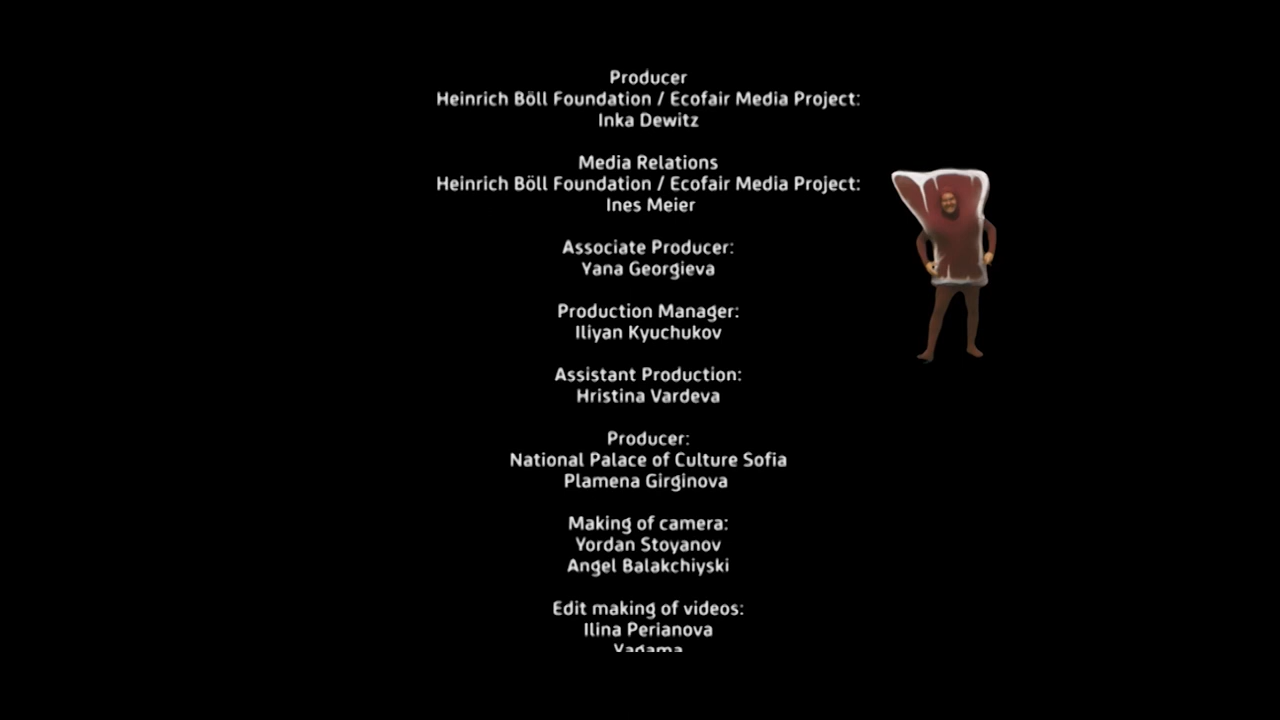 Producer
Heinrich Böll Foundation / Ecofair Media Project:
Inka Dewitz
Media Relations
Heinrich Böll Foundation / Ecofair Media Project:
Ines Meier
Associate Producer:
Yana Georgieva
Production Manager:
Iliyan Kyuchukov
Assistant Production:
Hristina Vardeva
Producer:
National Palace of Culture Sofia
Plamena Girginova
Making of camera:
Yordan Stoyanov
Angel Balakchiyski
Edit making of videos:
Ilina Perianova